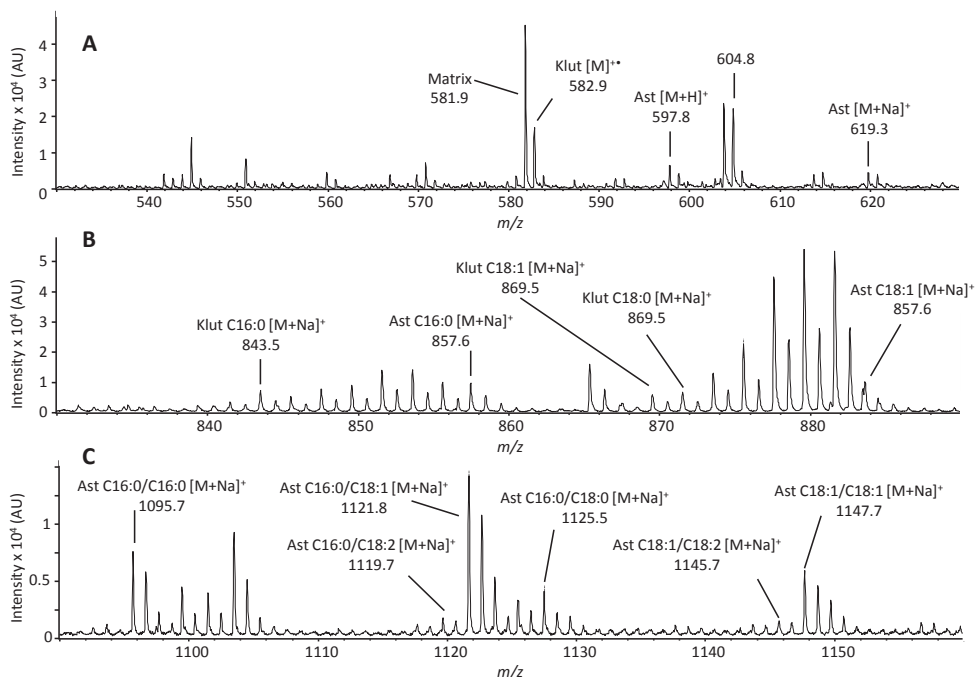 A
Intensity x 10⁴ (AU)
4
3
2
1
0
Matrix
581.9
Klut [M]⁺•
582.9
Ast [M+H]⁺
597.8
604.8
Ast [M+Na]⁺
619.3
540
550
560
570
580
590
600
610
620
m/z
B
Intensity x 10⁴ (AU)
5
4
3
2
1
0
Klut C16:0 [M+Na]⁺
843.5
Ast C16:0 [M+Na]⁺
857.6
Klut C18:1 [M+Na]⁺
869.5
Klut C18:0 [M+Na]⁺
869.5
Ast C18:1 [M+Na]⁺
857.6
840
850
860
870
880
m/z
C
Intensity x 10⁴ (AU)
1
0.5
0
Ast C16:0/C16:0 [M+Na]⁺
1095.7
Ast C16:0/C18:1 [M+Na]⁺
1121.8
Ast C16:0/C18:2 [M+Na]⁺
1119.7
Ast C16:0/C18:0 [M+Na]⁺
1125.5
Ast C18:1/C18:2 [M+Na]⁺
1145.7
Ast C18:1/C18:1 [M+Na]⁺
1147.7
1100
1110
1120
1130
1140
1150
m/z